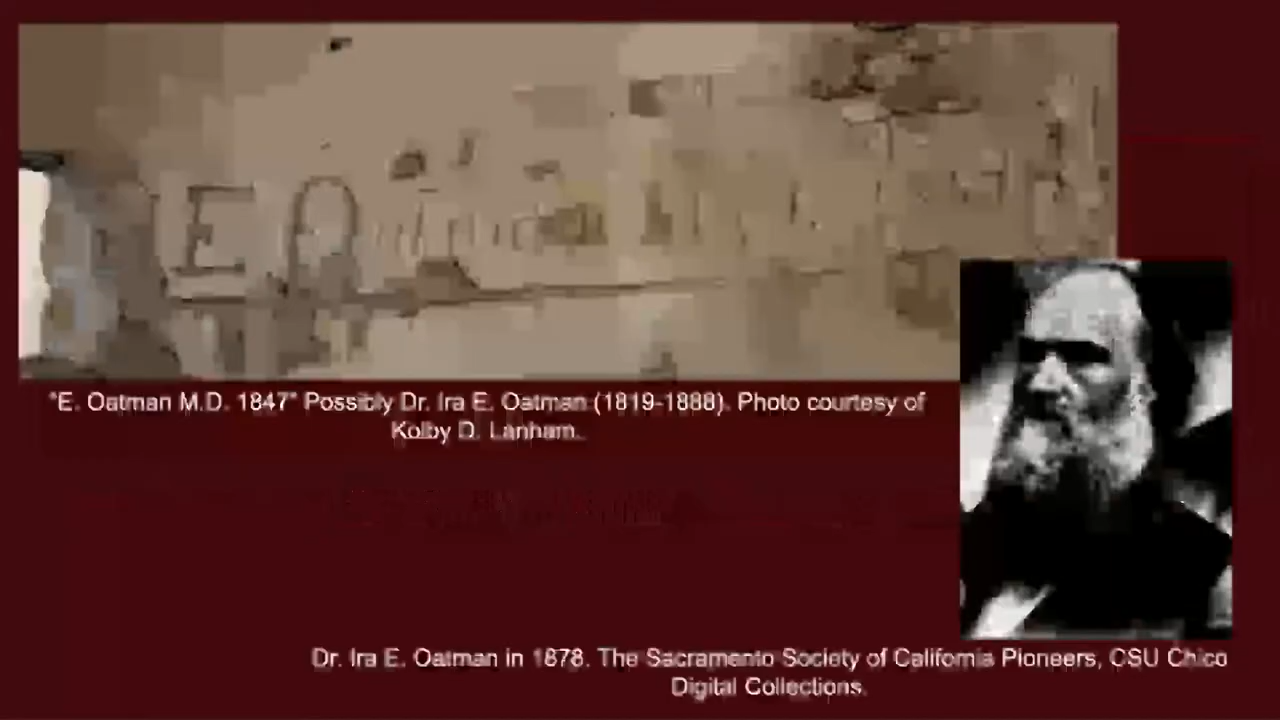 E Oatman
"E. Oatman M.D. 1847" Possibly Dr. Ira E. Oatman (1819-1888). Photo courtesy of
Kolby D. Lanham.
Dr. Ira E. Oatman in 1878. The Sacramento Society of California Pioneers, CSU Chico
Digital Collections.